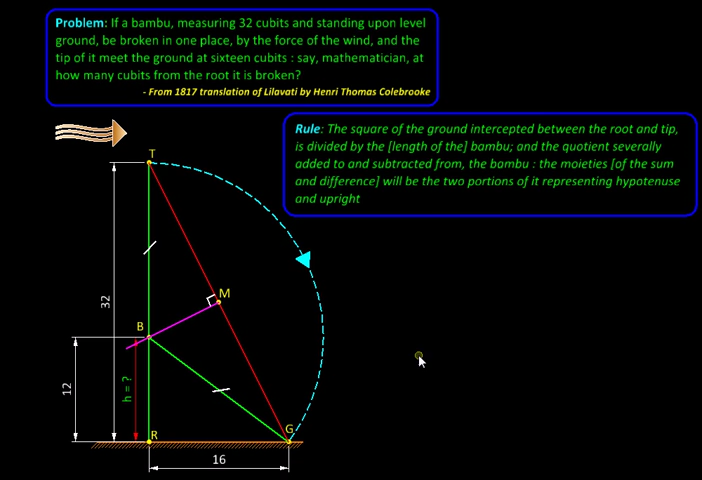 Problem: If a bambu, measuring 32 cubits and standing upon level
ground, be broken in one place, by the force of the wind, and the
tip of it meet the ground at sixteen cubits : say, mathematician, at
how many cubits from the root it is broken?
- From 1817 translation of Lilavati by Henri Thomas Colebrooke
Rule: The square of the ground intercepted between the root and tip,
is divided by the [length of the] bambu; and the quotient severally
added to and subtracted from, the bambu : the moieties [of the sum
and difference] will be the two portions of it representing hypotenuse
and upright
T
M
32
B
12
h = ?
R
G
16